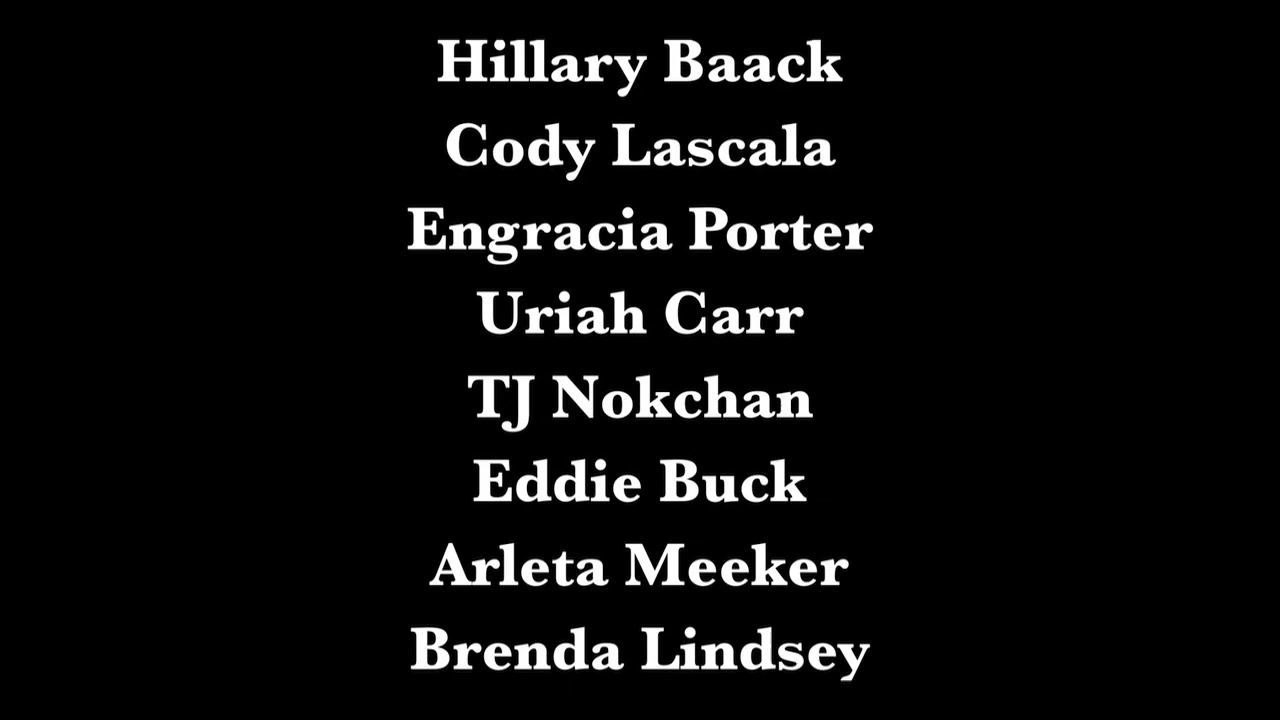 Hillary Baack
Cody Lascala
Engracia Porter
Uriah Carr
TJ Nokchan
Eddie Buck
Arleta Meeker
Brenda Lindsey